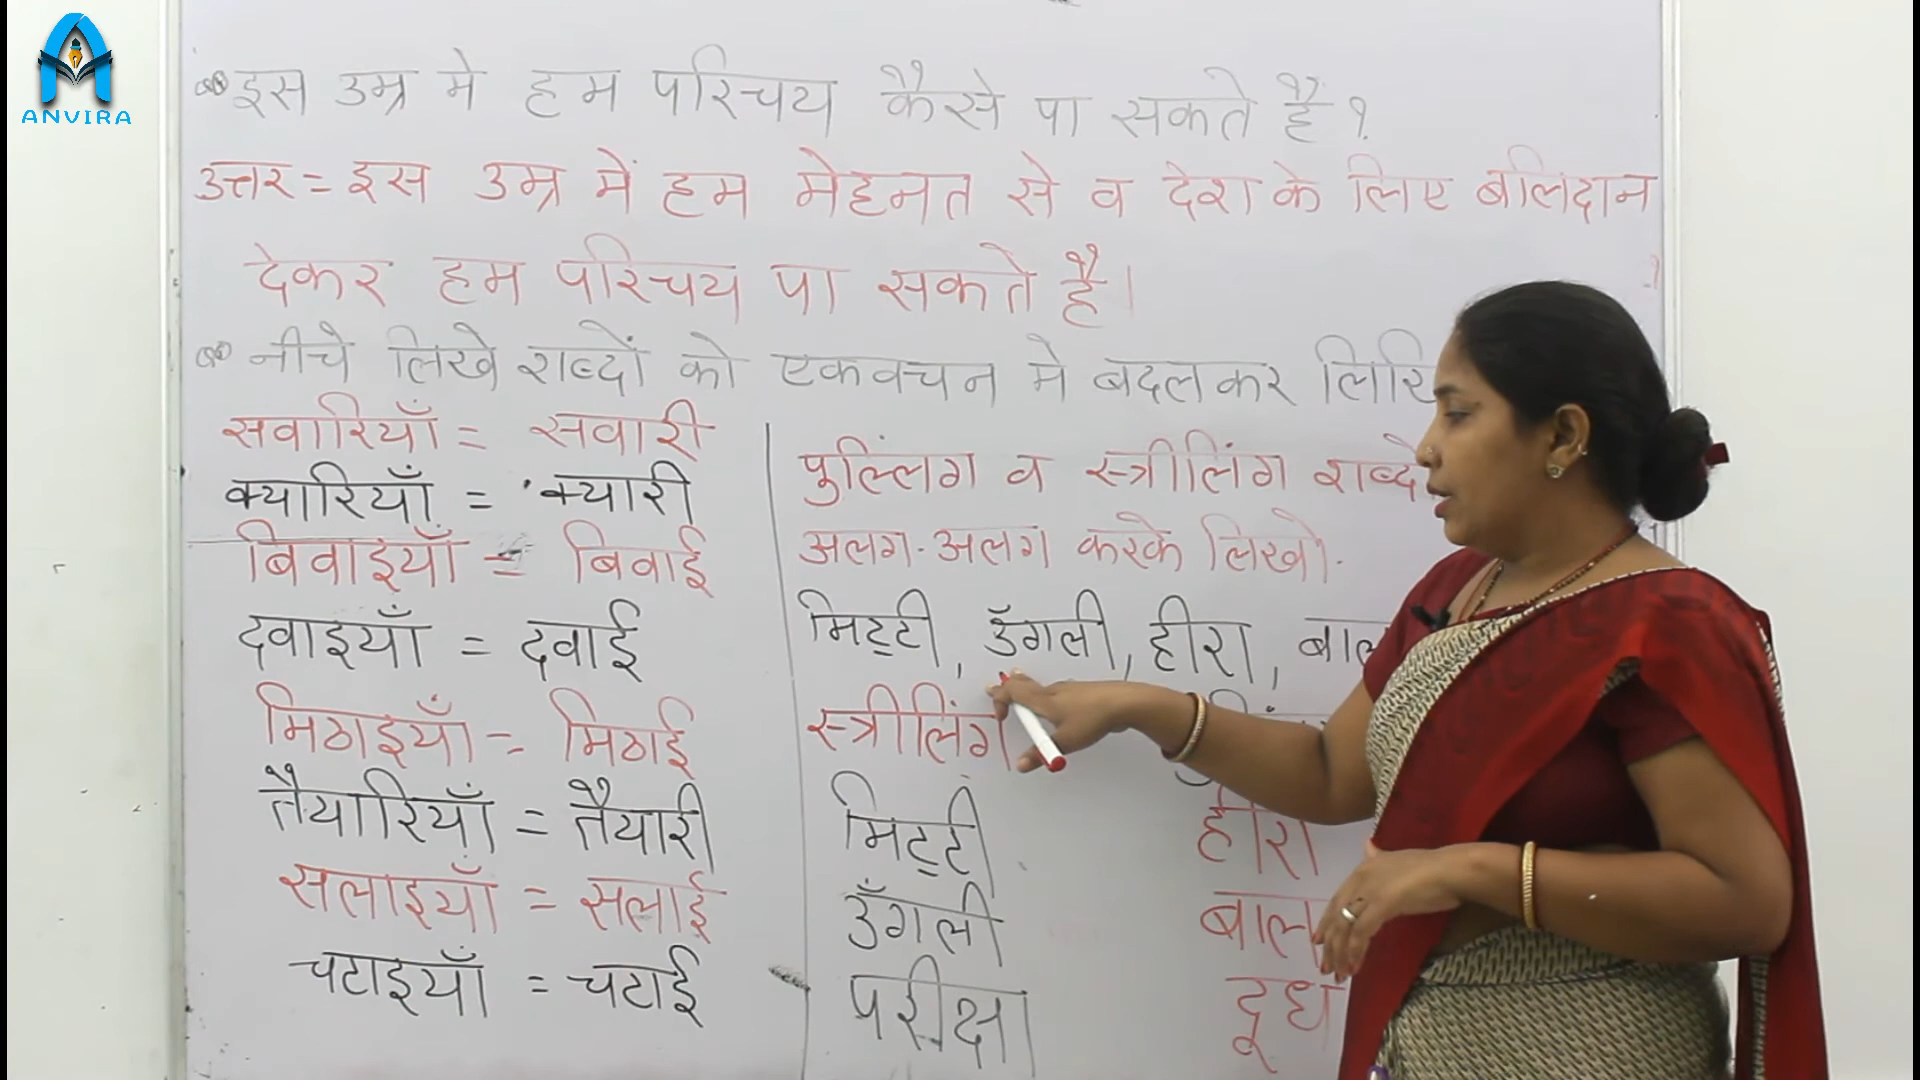 ANVIRA
इस उम्र मे हम परिचय कैसे पा सकते है ?
उत्तर = इस उम्र में हम मेहनत से व देश के लिए बलिदान
देकर हम परिचय पा सकते है।
नीचे लिखे शब्दों को एकवचन मे बदलकर
सवारियाँ = सवारी
क्यारियाँ = क्यारी
बिवाइयाँ = बिवाई
दवाइयाँ = दवाई
मिठाइयाँ = मिठाई
तैयारियाँ = तैयारी
सलाइयाँ = सलाई
चटाइयाँ = चटाई
पुल्लिंग व स्त्रीलिंग
अलग-अलग करके लिखो.
मिट्टी, उँगली, हीरा,
स्त्रीलिंग
मिट्टी हीरा
उँगली बाल
परीक्षा दूध